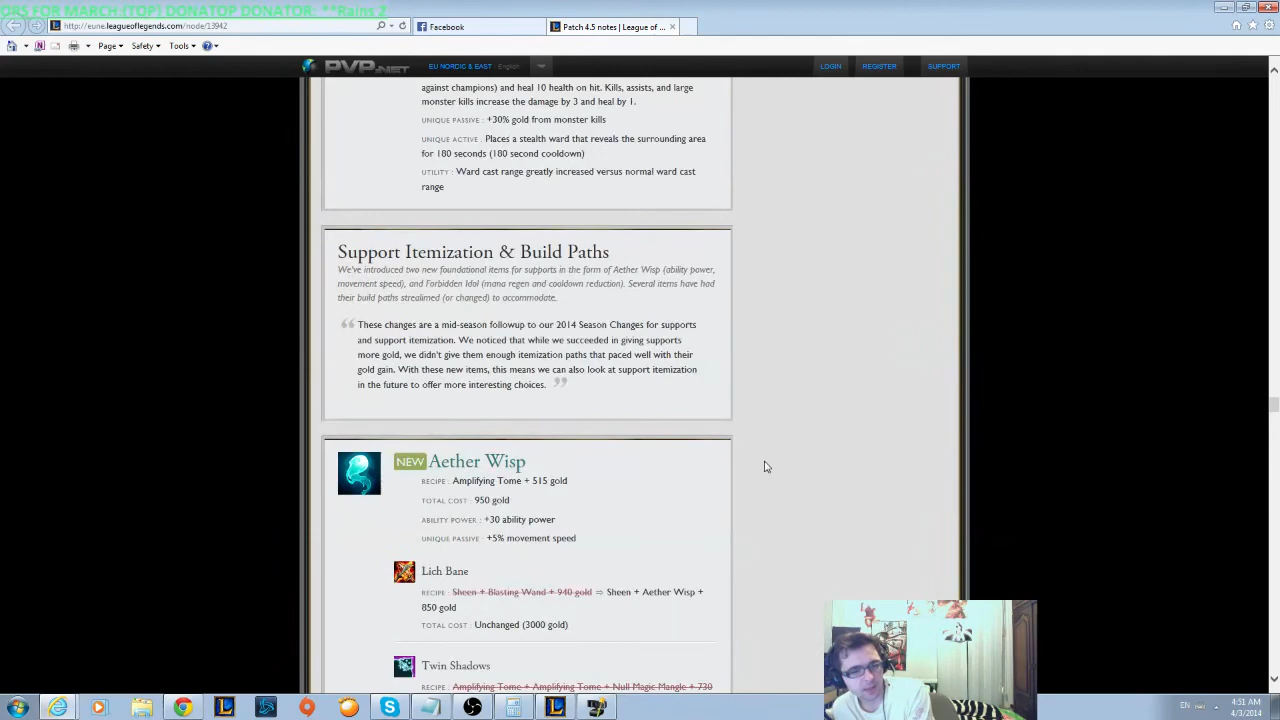 ORS FOR MARCH (TOP) DONATOP DONATOR: **Rains Z
http://eune.leagueoflegends.com/node/13942
Facebook
Patch 4.5 notes | League of ...
Page
Safety
Tools
PVP.NET
EU NORDIC & EAST - English
LOGIN
REGISTER
SUPPORT
against champions) and heal 10 health on hit. Kills, assists, and large
monster kills increase the damage by 3 and heal by 1.
UNIQUE PASSIVE : +30% gold from monster kills
UNIQUE ACTIVE : Places a stealth ward that reveals the surrounding area
for 180 seconds (180 second cooldown)
UTILITY : Ward cast range greatly increased versus normal ward cast
range
Support Itemization & Build Paths
We've introduced two new foundational items for supports in the form of Aether Wisp (ability power,
movement speed), and Forbidden Idol (mana regen and cooldown reduction). Several items have had
their build paths strealimed (or changed) to accommodate.
These changes are a mid-season followup to our 2014 Season Changes for supports
and support itemization. We noticed that while we succeeded in giving supports
more gold, we didn't give them enough itemization paths that paced well with their
gold gain. With these new items, this means we can also look at support itemization
in the future to offer more interesting choices.
NEW Aether Wisp
RECIPE : Amplifying Tome + 515 gold
TOTAL COST : 950 gold
ABILITY POWER : +30 ability power
UNIQUE PASSIVE : +5% movement speed
Lich Bane
RECIPE : Sheen + Blasting Wand + 940 gold ⇒ Sheen + Aether Wisp +
850 gold
TOTAL COST : Unchanged (3000 gold)
Twin Shadows
RECIPE : Amplifying Tome + Amplifying Tome + Null Magic Mangle + 730
EN
4:51 AM
4/3/2014